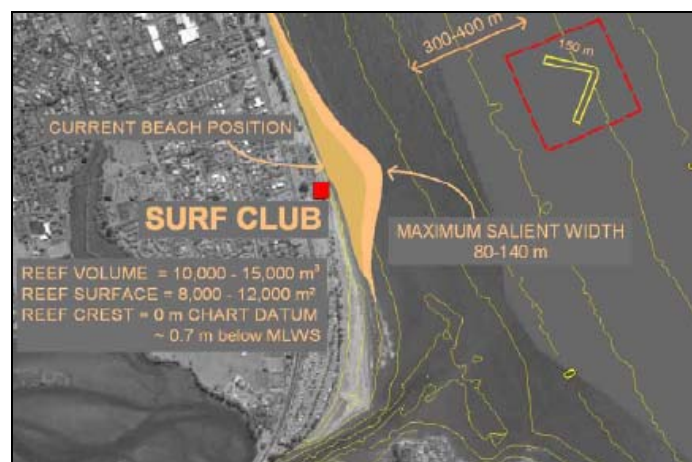 300-400 m
150 m
CURRENT BEACH POSITION
SURF CLUB
MAXIMUM SALIENT WIDTH
80-140 m
REEF VOLUME = 10,000 - 15,000 m³
REEF SURFACE = 8,000 - 12,000 m²
REEF CREST = 0 m CHART DATUM
~ 0.7 m below MLWS